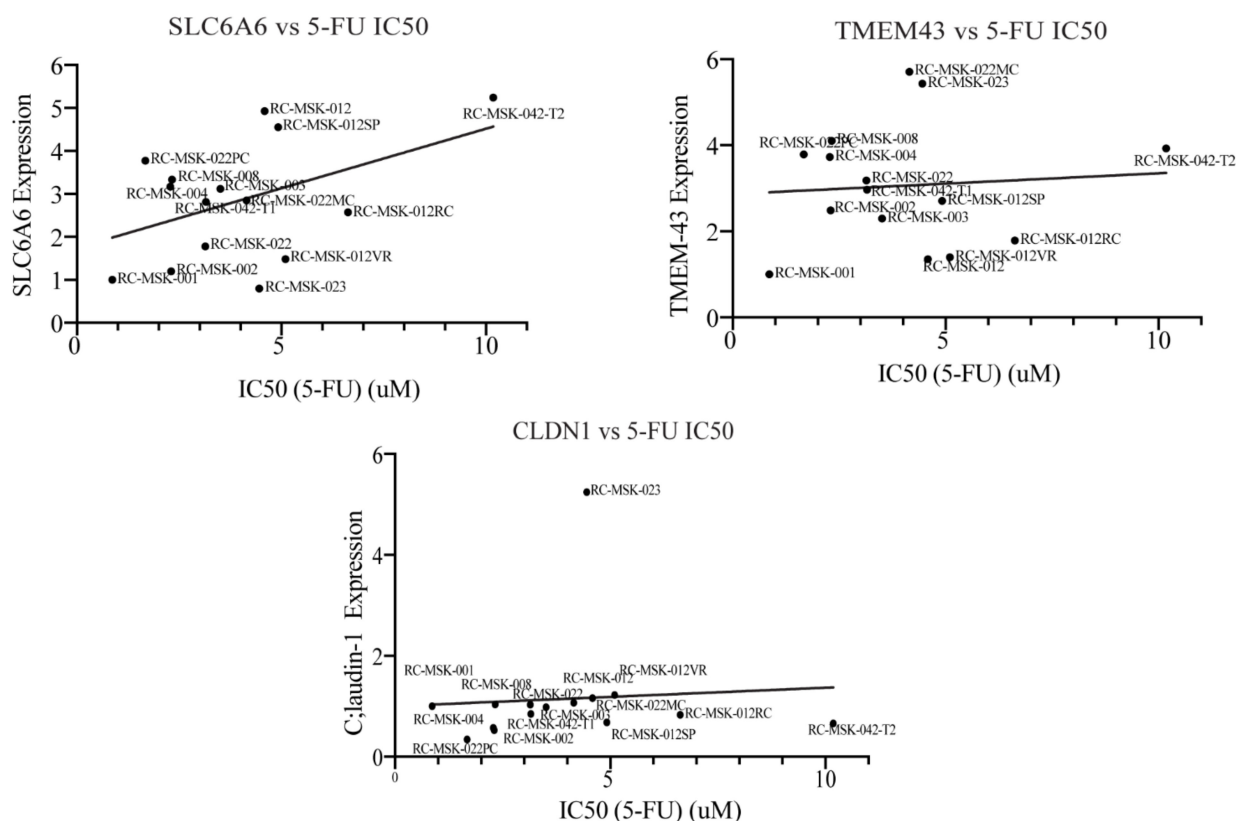 SLC6A6 vs 5-FU IC50
SLC6A6 Expression
6
5
4
3
2
1
0
RC-MSK-012
RC-MSK-012SP
RC-MSK-042-T2
RC-MSK-022PC
RC-MSK-008
RC-MSK-004
RC-MSK-003
RC-MSK-042-T1
RC-MSK-022MC
RC-MSK-012RC
RC-MSK-022
RC-MSK-012VR
RC-MSK-002
RC-MSK-001
RC-MSK-023
0
5
10
IC50 (5-FU) (uM)
TMEM43 vs 5-FU IC50
TMEM-43 Expression
6
4
2
0
RC-MSK-022MC
RC-MSK-023
RC-MSK-008
RC-MSK-022PC
RC-MSK-004
RC-MSK-042-T2
RC-MSK-022
RC-MSK-042-T1
RC-MSK-012SP
RC-MSK-002
RC-MSK-003
RC-MSK-012RC
RC-MSK-012VR
RC-MSK-012
RC-MSK-001
0
5
10
IC50 (5-FU) (uM)
CLDN1 vs 5-FU IC50
C;laudin-1 Expression
6
4
2
0
RC-MSK-023
RC-MSK-001
RC-MSK-012VR
RC-MSK-012
RC-MSK-008
RC-MSK-022
RC-MSK-022MC
RC-MSK-003
RC-MSK-012RC
RC-MSK-004
RC-MSK-042-T1
RC-MSK-042-T2
RC-MSK-012SP
RC-MSK-002
RC-MSK-022PC
0
5
10
IC50 (5-FU) (uM)